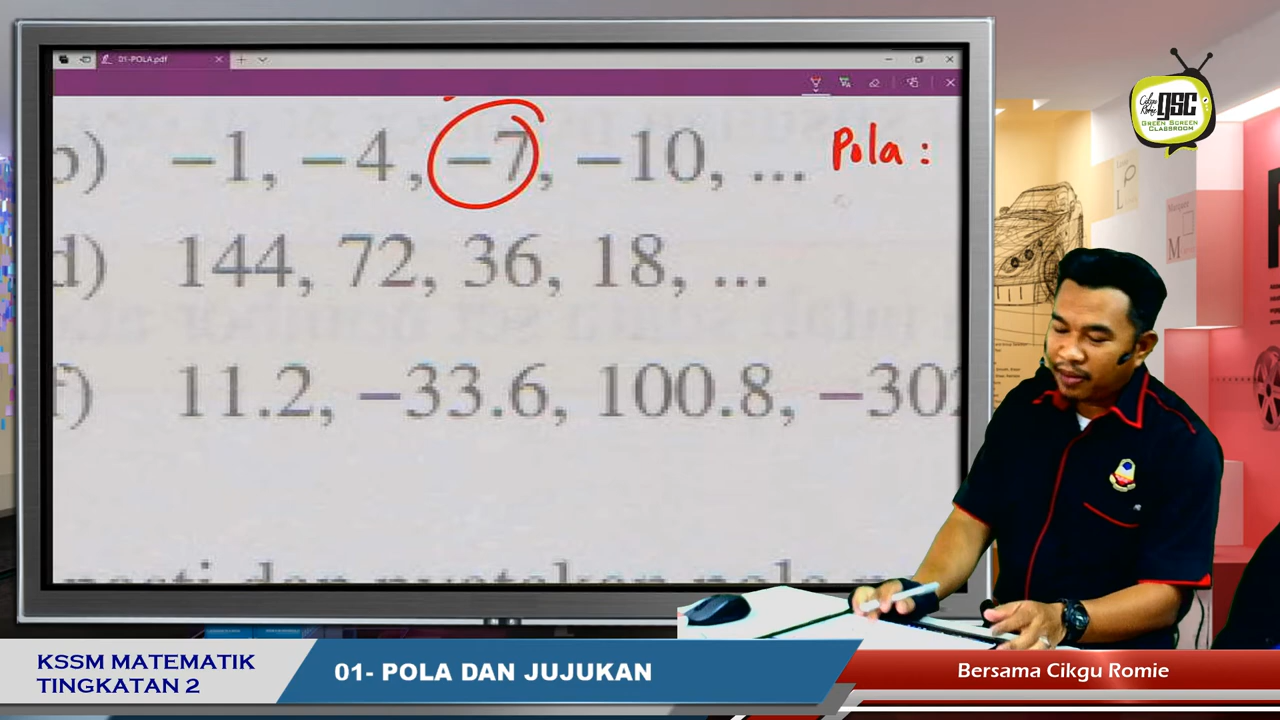 01-POLA.pdf
b) −1, −4, −7, −10, ... Pola :
d) 144, 72, 36, 18, ...
f) 11.2, −33.6, 100.8, −302
Cikgu Romie GSC
GREEN SCREEN
CLASSROOM
KSSM MATEMATIK
TINGKATAN 2
01- POLA DAN JUJUKAN
Bersama Cikgu Romie